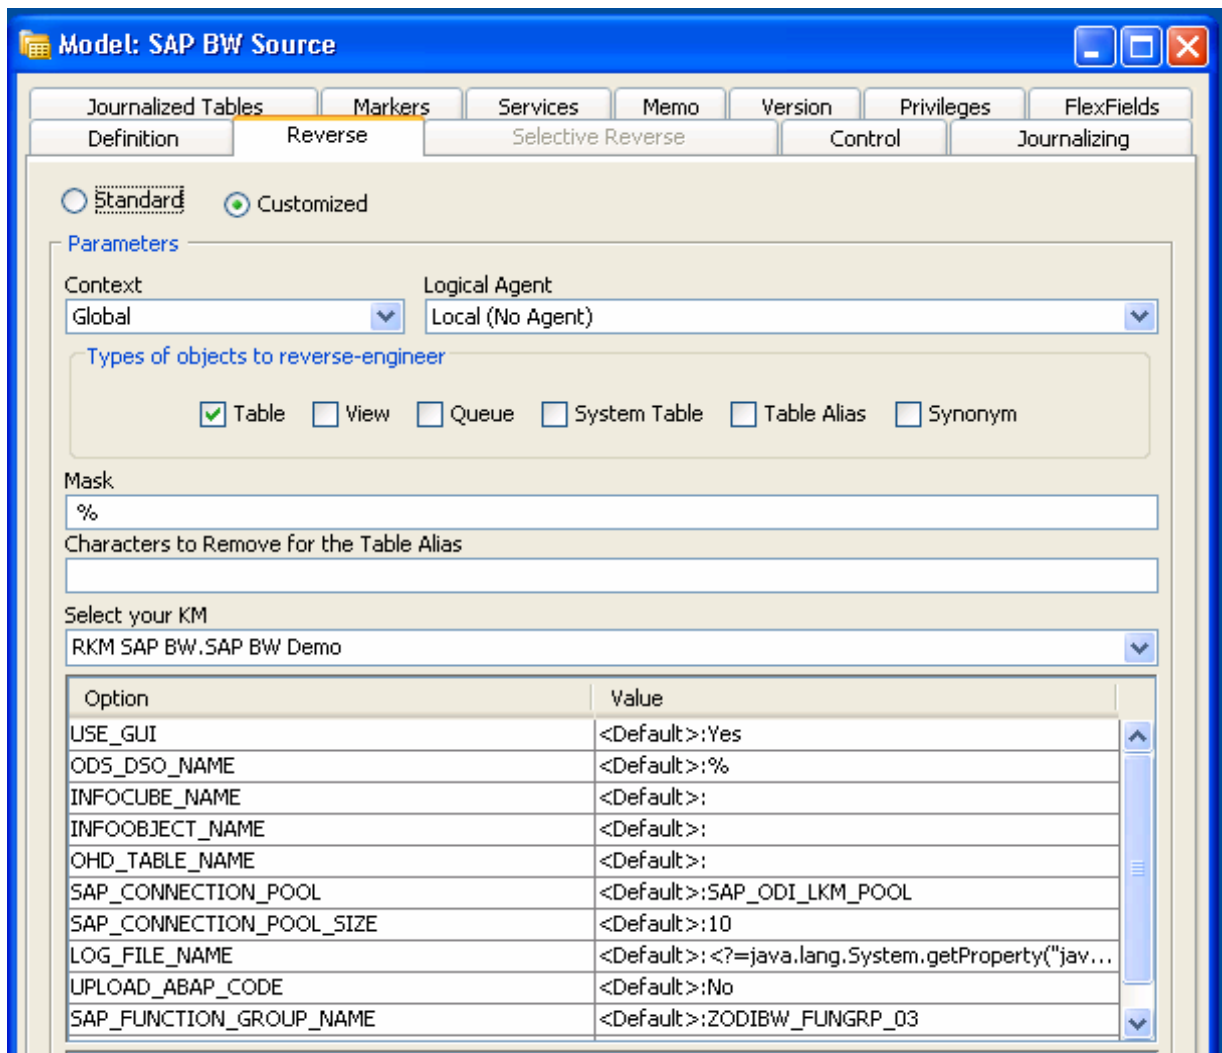 Model: SAP BW Source
Journalized Tables Markers Services Memo Version Privileges FlexFields
Definition Reverse Selective Reverse Control Journalizing
Standard Customized
Parameters
Context Logical Agent
Global Local (No Agent)
Types of objects to reverse-engineer
Table View Queue System Table Table Alias Synonym
Mask
%
Characters to Remove for the Table Alias
Select your KM
RKM SAP BW.SAP BW Demo
Option Value
USE_GUI <Default>:Yes
ODS_DSO_NAME <Default>:%
INFOCUBE_NAME <Default>:
INFOOBJECT_NAME <Default>:
OHD_TABLE_NAME <Default>:
SAP_CONNECTION_POOL <Default>:SAP_ODI_LKM_POOL
SAP_CONNECTION_POOL_SIZE <Default>:10
LOG_FILE_NAME <Default>:<?=java.lang.System.getProperty("jav...
UPLOAD_ABAP_CODE <Default>:No
SAP_FUNCTION_GROUP_NAME <Default>:ZODIBW_FUNGRP_03